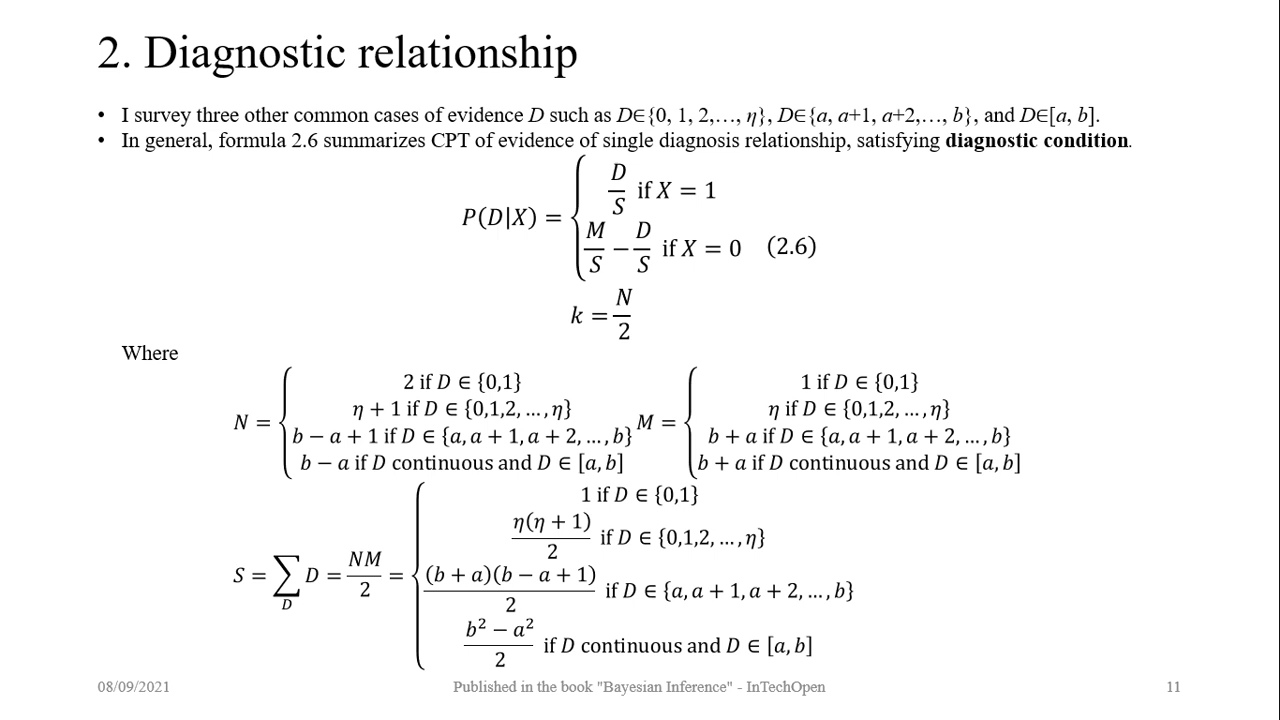 2. Diagnostic relationship
• I survey three other common cases of evidence D such as D∈{0, 1, 2,…, η}, D∈{a, a+1, a+2,…, b}, and D∈[a, b].
• In general, formula 2.6 summarizes CPT of evidence of single diagnosis relationship, satisfying diagnostic condition.
P(D|X) = { D/S if X = 1
M/S − D/S if X = 0 (2.6)
k = N/2
Where
N = { 2 if D ∈ {0,1}
η + 1 if D ∈ {0,1,2, …, η}
b − a + 1 if D ∈ {a, a + 1, a + 2, …, b}
b − a if D continuous and D ∈ [a, b]
M = { 1 if D ∈ {0,1}
η if D ∈ {0,1,2, …, η}
b + a if D ∈ {a, a + 1, a + 2, …, b}
b + a if D continuous and D ∈ [a, b]
S = ∑_D D = NM/2 = { 1 if D ∈ {0,1}
η(η + 1)/2 if D ∈ {0,1,2, …, η}
(b + a)(b − a + 1)/2 if D ∈ {a, a + 1, a + 2, …, b}
b² − a²/2 if D continuous and D ∈ [a, b]
08/09/2021 Published in the book "Bayesian Inference" - InTechOpen 11